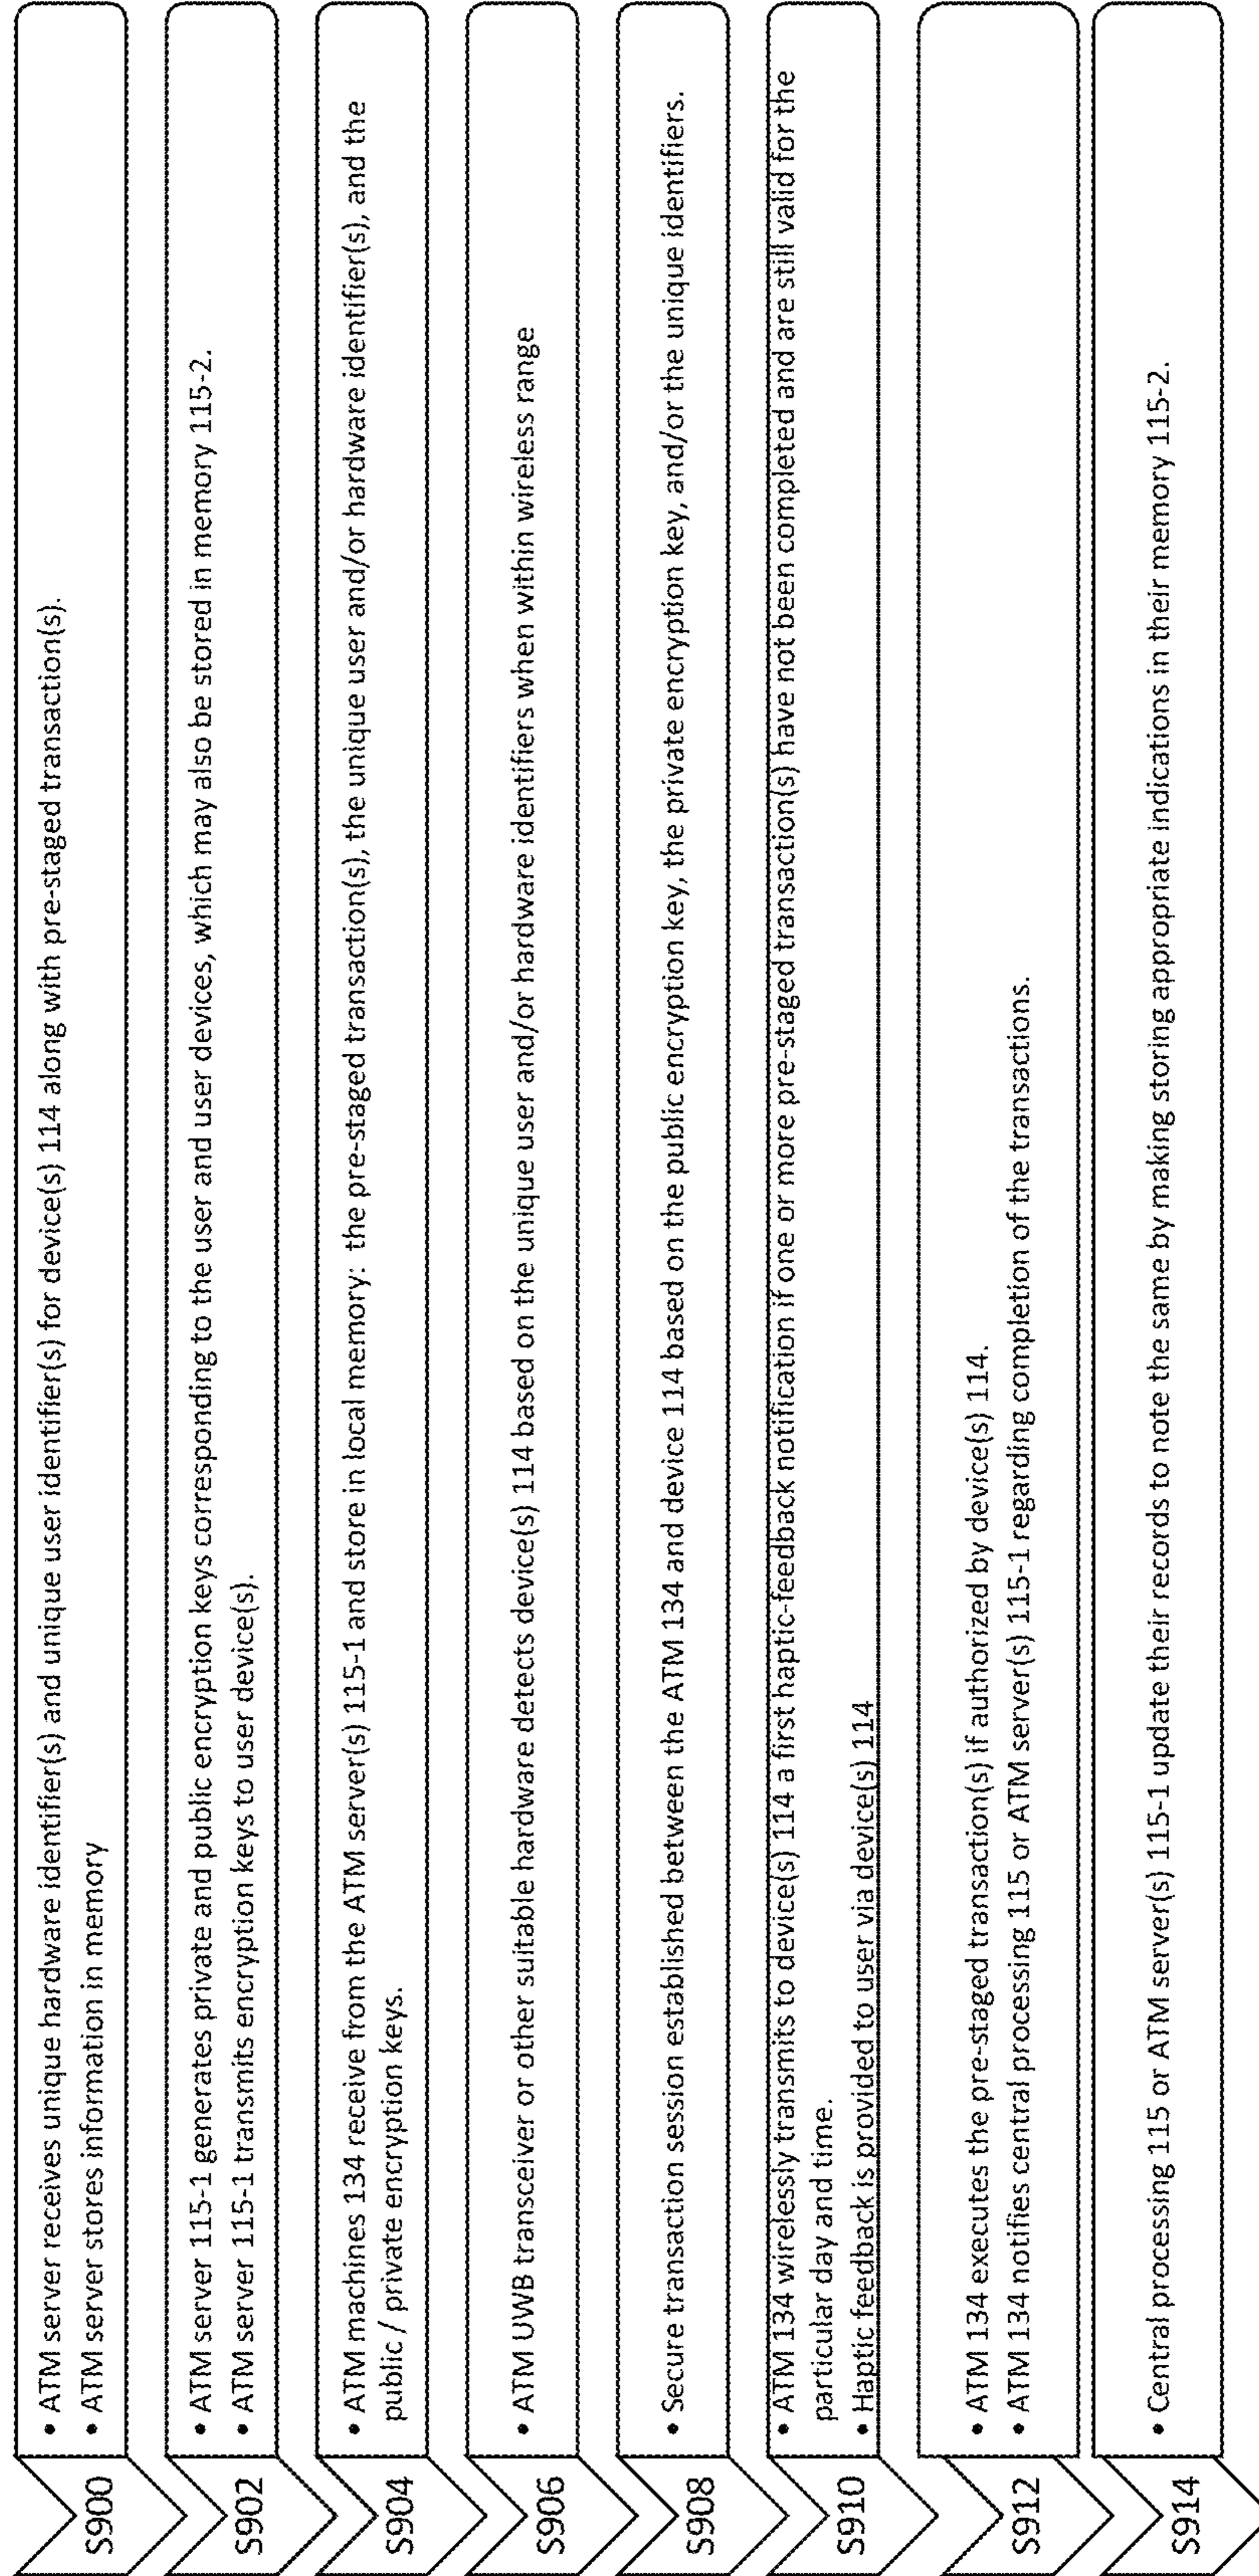 S900
• ATM server receives unique hardware identifier(s) and unique user identifier(s) for device(s) 114 along with pre-staged transaction(s).
• ATM server stores information in memory
S902
• ATM server 115-1 generates private and public encryption keys corresponding to the user and user devices, which may also be stored in memory 115-2.
• ATM server 115-1 transmits encryption keys to user device(s).
S904
• ATM machines 134 receive from the ATM server(s) 115-1 and store in local memory: the pre-staged transaction(s), the unique user and/or hardware identifier(s), and the
public / private encryption keys.
S906
• ATM UWB transceiver or other suitable hardware detects device(s) 114 based on the unique user and/or hardware identifiers when within wireless range
S908
• Secure transaction session established between the ATM 134 and device 114 based on the public encryption key, the private encryption key, and/or the unique identifiers.
S910
• ATM 134 wirelessly transmits to device(s) 114 a first haptic-feedback notification if one or more pre-staged transaction(s) have not been completed and are still valid for the
particular day and time.
• Haptic feedback is provided to user via device(s) 114
S912
• ATM 134 executes the pre-staged transaction(s) if authorized by device(s) 114.
• ATM 134 notifies central processing 115 or ATM server(s) 115-1 regarding completion of the transactions.
S914
• Central processing 115 or ATM server(s) 115-1 update their records to note the same by making storing appropriate indications in their memory 115-2.